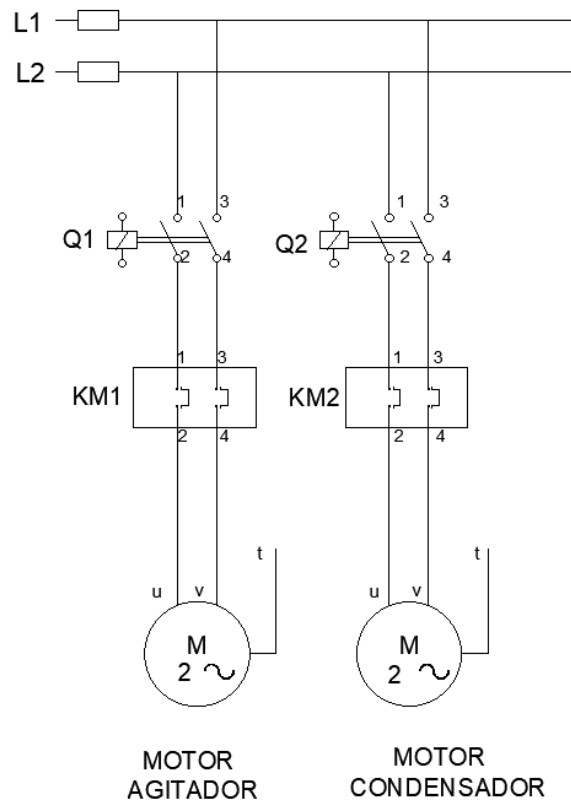 L1
L2
1 3 1 3
Q1 Q2
2 4 2 4
1 3 1 3
KM1 KM2
2 4 2 4
t t
u v u v
M M
2 2
MOTOR
AGITADOR
MOTOR
CONDENSADOR